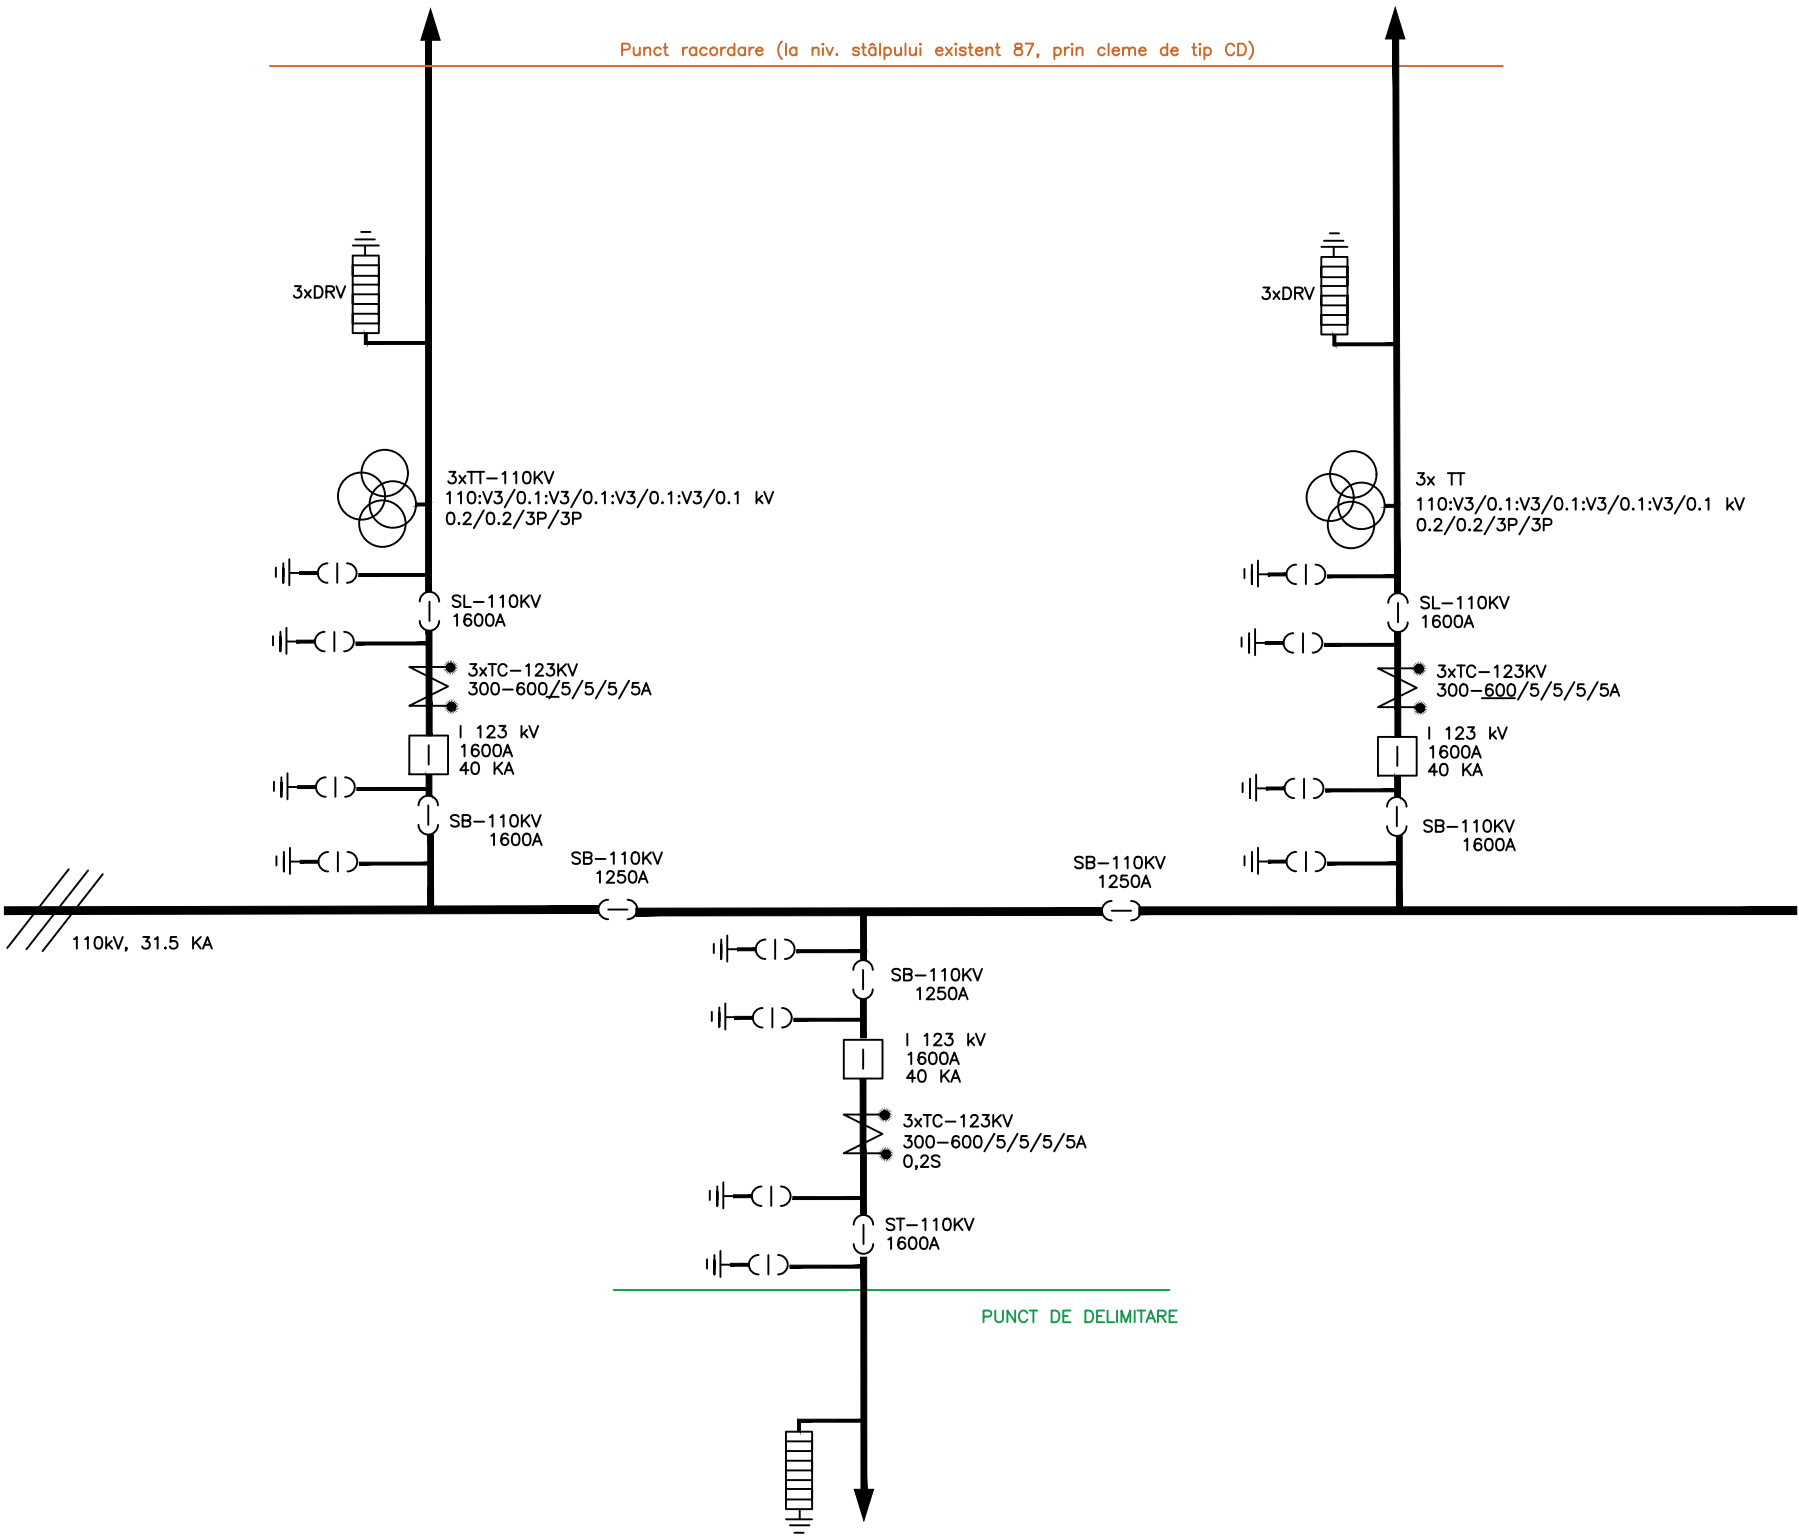 Punct racordare (la niv. stâlpului existent 87, prin cleme de tip CD)
3xDRV
3xDRV
3xTT-110KV
110:V3/0.1:V3/0.1:V3/0.1:V3/0.1 kV
0.2/0.2/3P/3P
3x TT
110:V3/0.1:V3/0.1:V3/0.1:V3/0.1 kV
0.2/0.2/3P/3P
SL-110KV
1600A
SL-110KV
1600A
3xTC-123KV
300-600/5/5/5/5A
3xTC-123KV
300-600/5/5/5/5A
I 123 kV
1600A
40 KA
I 123 kV
1600A
40 KA
SB-110KV
1600A
SB-110KV
1600A
SB-110KV
1250A
SB-110KV
1250A
110kV, 31.5 KA
SB-110KV
1250A
I 123 kV
1600A
40 KA
3xTC-123KV
300-600/5/5/5/5A
0,2S
ST-110KV
1600A
PUNCT DE DELIMITARE